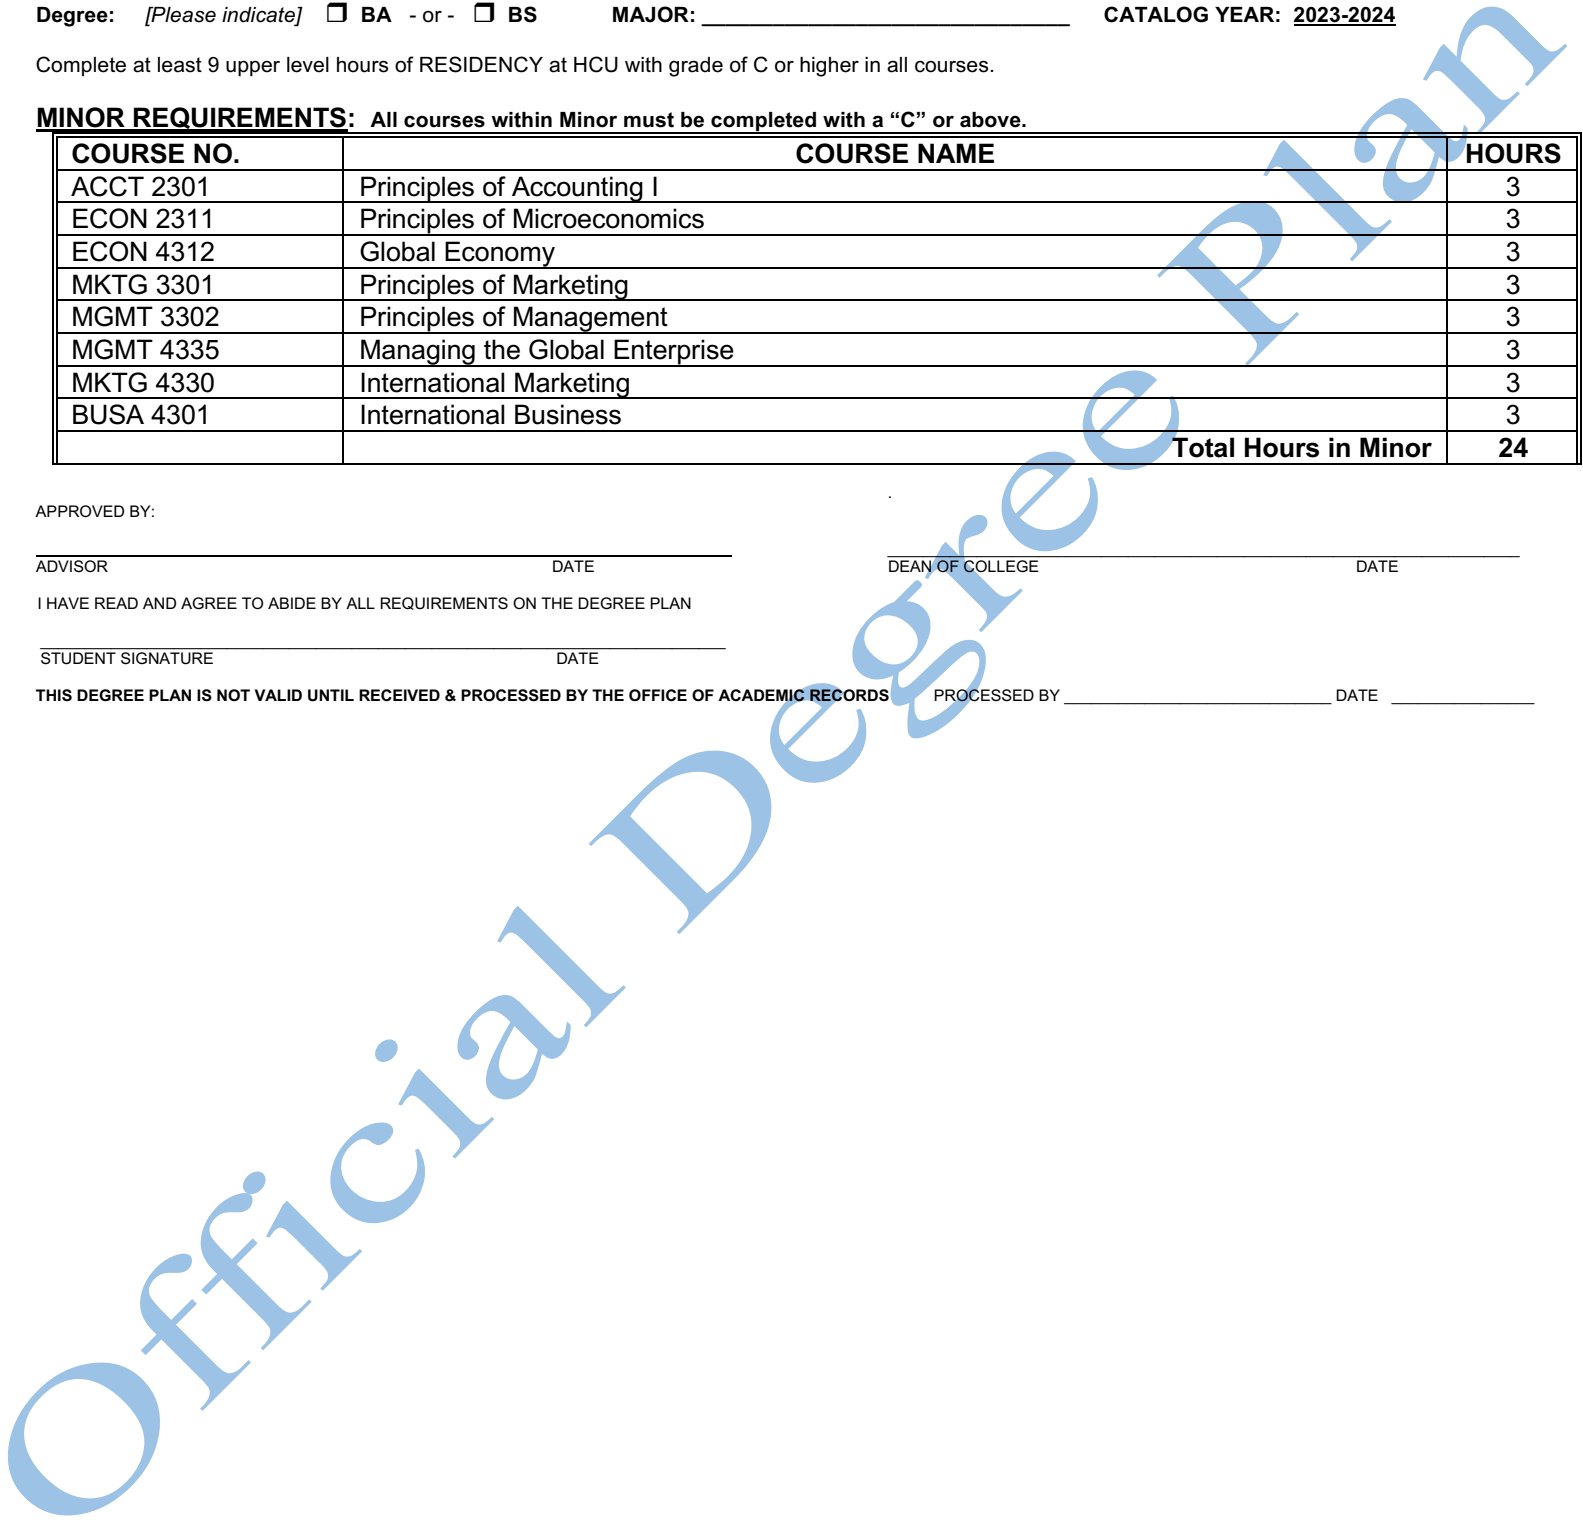 Degree: [Please indicate] ❒ BA - or - ❒ BS MAJOR: ______________________________ CATALOG YEAR: 2023-2024
Complete at least 9 upper level hours of RESIDENCY at HCU with grade of C or higher in all courses.
MINOR REQUIREMENTS: All courses within Minor must be completed with a “C” or above.
COURSE NO. COURSE NAME HOURS
ACCT 2301 Principles of Accounting I 3
ECON 2311 Principles of Microeconomics 3
ECON 4312 Global Economy 3
MKTG 3301 Principles of Marketing 3
MGMT 3302 Principles of Management 3
MGMT 4335 Managing the Global Enterprise 3
MKTG 4330 International Marketing 3
BUSA 4301 International Business 3
Total Hours in Minor 24
.
APPROVED BY:
ADVISOR DATE DEAN OF COLLEGE DATE
I HAVE READ AND AGREE TO ABIDE BY ALL REQUIREMENTS ON THE DEGREE PLAN
STUDENT SIGNATURE DATE
THIS DEGREE PLAN IS NOT VALID UNTIL RECEIVED & PROCESSED BY THE OFFICE OF ACADEMIC RECORDS PROCESSED BY ______________________________ DATE ________________
Official Degree Plan